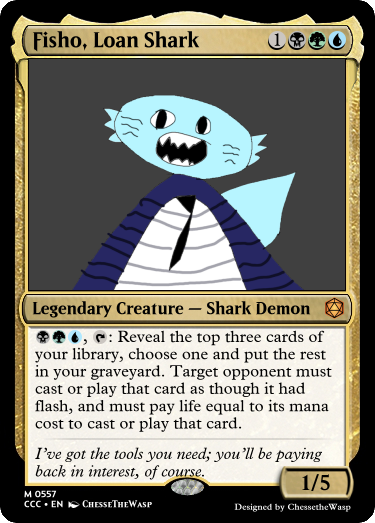 Fisho, Loan Shark 1
Legendary Creature — Shark Demon
, : Reveal the top three cards of
your library, choose one and put the rest
in your graveyard. Target opponent must
cast or play that card as though it had
flash, and must pay life equal to its mana
cost to cast or play that card.
I've got the tools you need; you'll be paying
back in interest, of course.
1/5
M 0557
CCC • EN ChesseTheWasp
Designed by ChessetheWasp